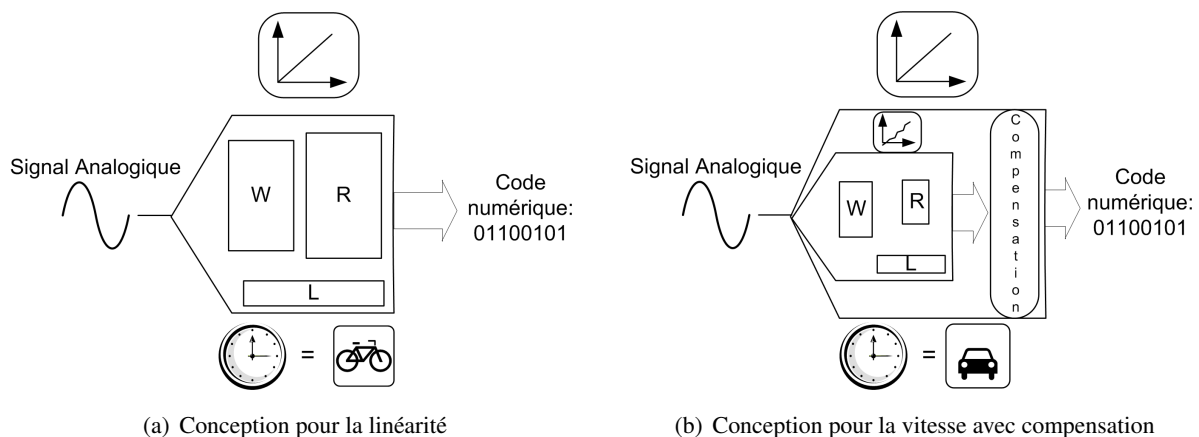 Signal Analogique
W
R
L
Code
numérique:
01100101
=
(a) Conception pour la linéarité
Signal Analogique
W
R
L
Compensation
Code
numérique:
01100101
=
(b) Conception pour la vitesse avec compensation